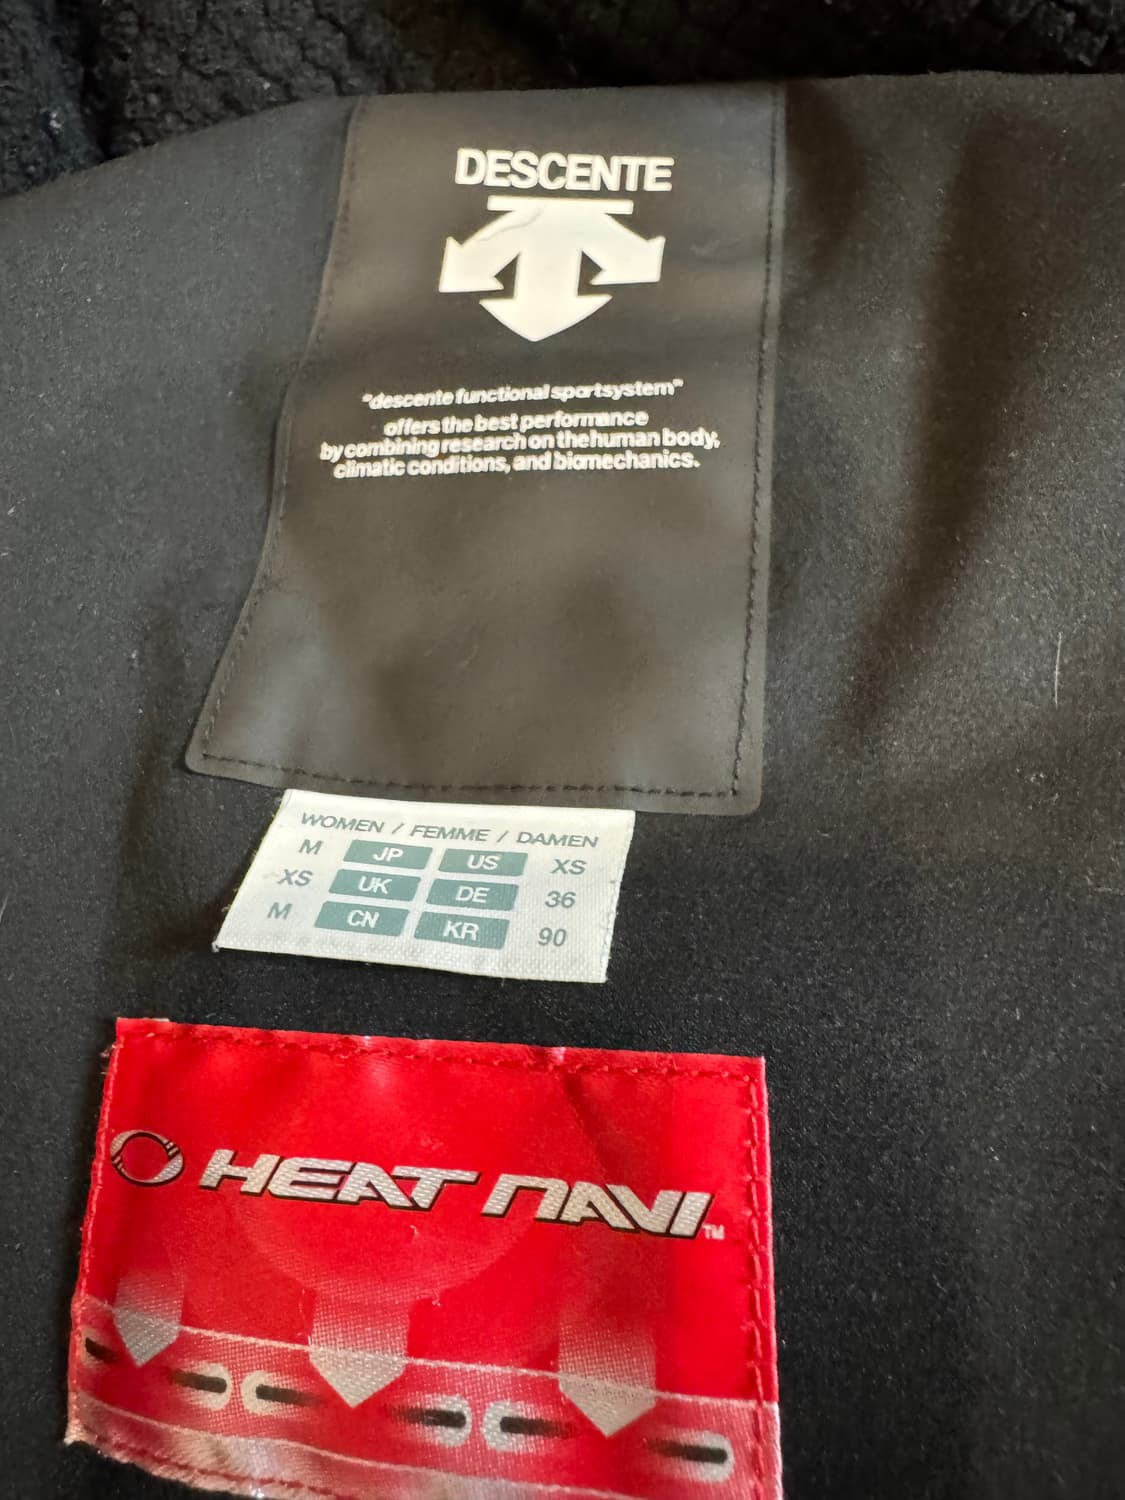 DESCENTE
"descente functional sportsystem"
offers the best performance
by combining research on the human body,
climatic conditions, and biomechanics.
WOMEN / FEMME / DAMEN
M JP US XS
XS UK DE 36
M CN KR 90
HEAT NAVI™